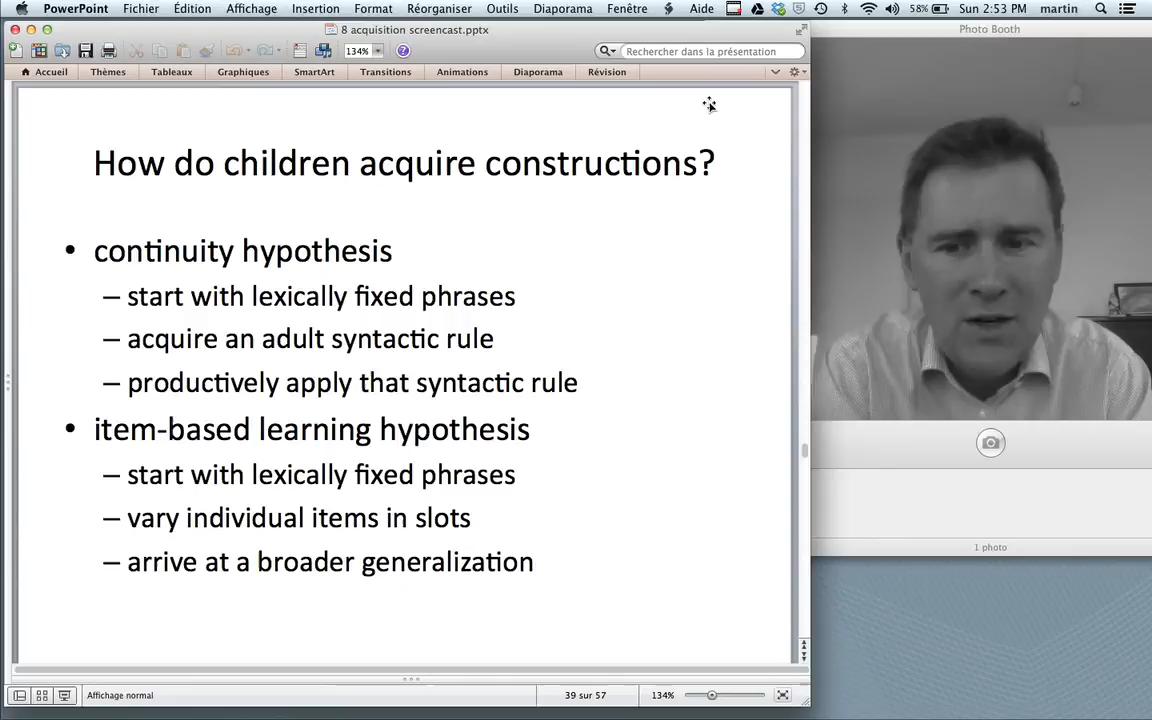 PowerPoint Fichier Édition Affichage Insertion Format Réorganiser Outils Diaporama Fenêtre Aide 58% Sun 2:53 PM martin
8 acquisition screencast.pptx
Photo Booth
134% Rechercher dans la présentation
Accueil Thèmes Tableaux Graphiques SmartArt Transitions Animations Diaporama Révision
How do children acquire constructions?
• continuity hypothesis
– start with lexically fixed phrases
– acquire an adult syntactic rule
– productively apply that syntactic rule
• item-based learning hypothesis
– start with lexically fixed phrases
– vary individual items in slots
– arrive at a broader generalization
1 photo
Affichage normal 39 sur 57 134%